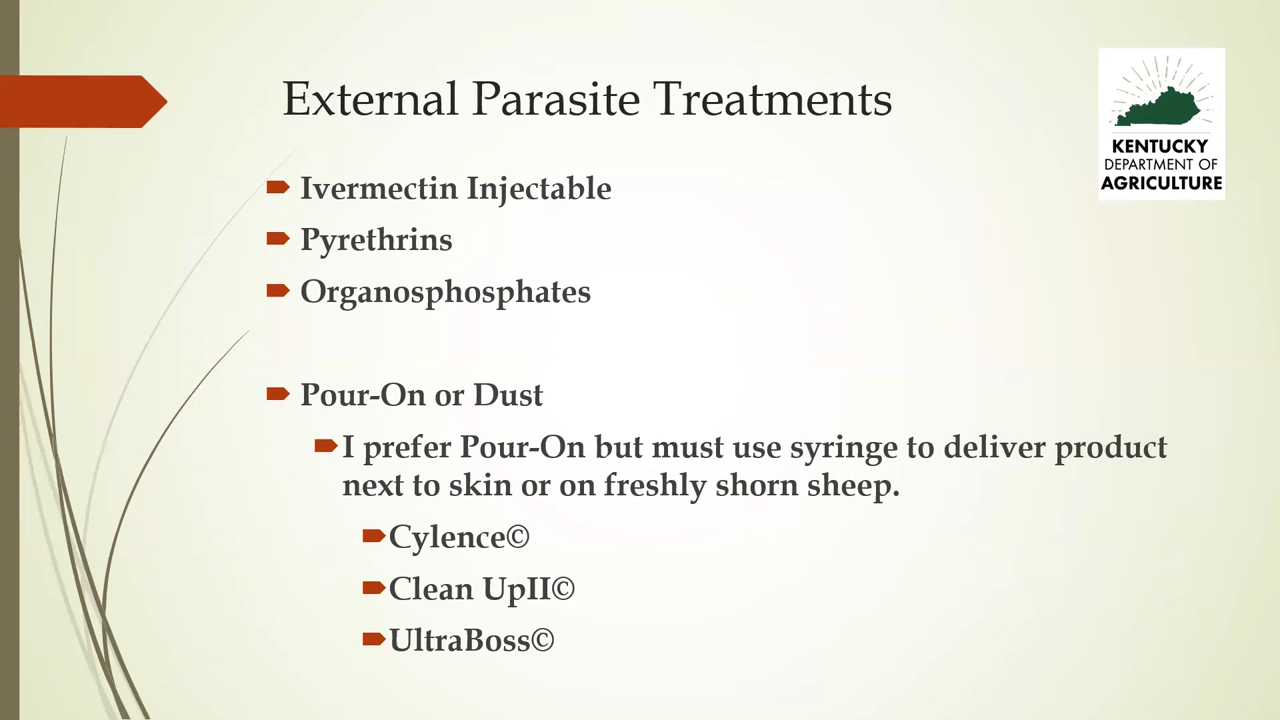 External Parasite Treatments
KENTUCKY
DEPARTMENT OF
AGRICULTURE
Ivermectin Injectable
Pyrethrins
Organosphosphates
Pour-On or Dust
I prefer Pour-On but must use syringe to deliver product
next to skin or on freshly shorn sheep.
Cylence©
Clean UpII©
UltraBoss©